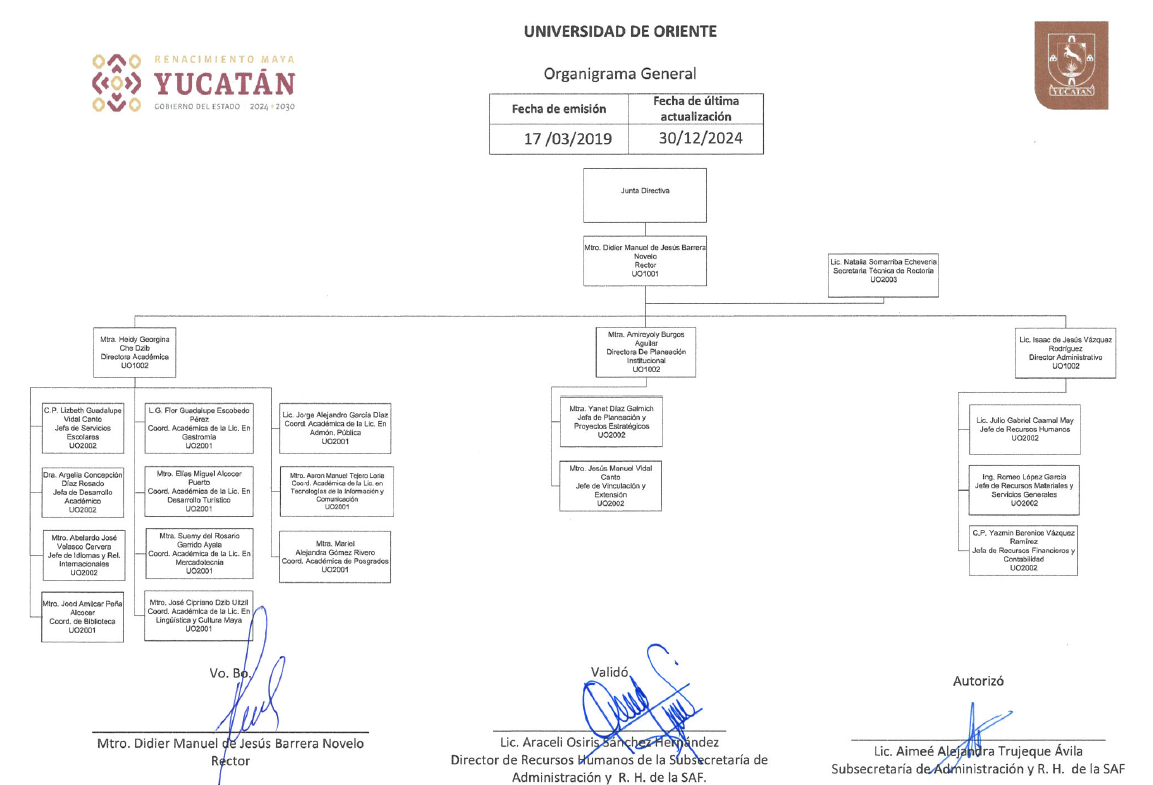 UNIVERSIDAD DE ORIENTE
RENACIMIENTO MAYA
YUCATÁN
GOBIERNO DEL ESTADO 2024 • 2030
YUCATÁN
Organigrama General
Fecha de emisión
Fecha de última
actualización
17 /03/2019
30/12/2024
Junta Directiva
Mtro. Didier Manuel de Jesús Barrera
Novelo
Rector
UO1001
Lic. Natalia Somarriba Echeverria
Secretaria Técnica de Rectoría
UO2003
Mtra. Heidy Georgina
Che Dzib
Directora Académica
UO1002
Mtra. Amireyoly Burgos
Aguilar
Directora De Planeación
Institucional
UO1002
Lic. Isaac de Jesús Vázquez
Rodríguez
Director Administrativo
UO1002
C.P. Lizbeth Guadalupe
Vidal Canto
Jefa de Servicios
Escolares
UO2002
Dra. Argelia Concepción
Díaz Rosado
Jefa de Desarrollo
Académico
UO2002
Mtro. Abelardo José
Velasco Cervera
Jefe de Idiomas y Rel.
Internacionales
UO2002
Mtro. Jeed Amilcar Peña
Alcocer
Coord. de Biblioteca
UO2001
L.G. Flor Guadalupe Escobedo
Pérez
Coord. Académica de la Lic. En
Gastromía
UO2001
Mtro. Elías Miguel Alcocer
Puerto
Coord. Académica de la Lic. En
Desarrollo Turístico
UO2001
Mtra. Suemy del Rosario
Garrido Ayala
Coord. Académica de la Lic. En
Mercadotecnia
UO2001
Mtro. José Cipriano Dzib Uitzil
Coord. Académica de la Lic. En
Lingüística y Cultura Maya
UO2001
Lic. Jorge Alejandro García Díaz
Coord. Académica de la Lic. En
Admón. Pública
UO2001
Mtro. Aaron Manuel Tejero Loria
Coord. Académica de la Lic. en
Tecnologías de la Información y
Comunicación
UO2001
Mtra. Mariel
Alejandra Gómez Rivero
Coord. Académica de Posgrados
UO2001
Mtra. Yanet Díaz Galmich
Jefa de Planeación y
Proyectos Estratégicos
UO2002
Mtro. Jesús Manuel Vidal
Canto
Jefe de Vinculación y
Extensión
UO2002
Lic. Julio Gabriel Caamal May
Jefe de Recursos Humanos
UO2002
Ing. Romeo López García
Jefe de Recursos Materiales y
Servicios Generales
UO2002
C.P. Yazmin Berenice Vázquez
Ramírez
Jefa de Recursos Financieros y
Contabilidad
UO2002
Vo. Bo.
Mtro. Didier Manuel de Jesús Barrera Novelo
Rector
Validó
Lic. Araceli Osiris Sánchez Hernández
Director de Recursos Humanos de la Subsecretaría de
Administración y R. H. de la SAF.
Autorizó
Lic. Aimeé Alejandra Trujeque Ávila
Subsecretaría de Administración y R. H. de la SAF